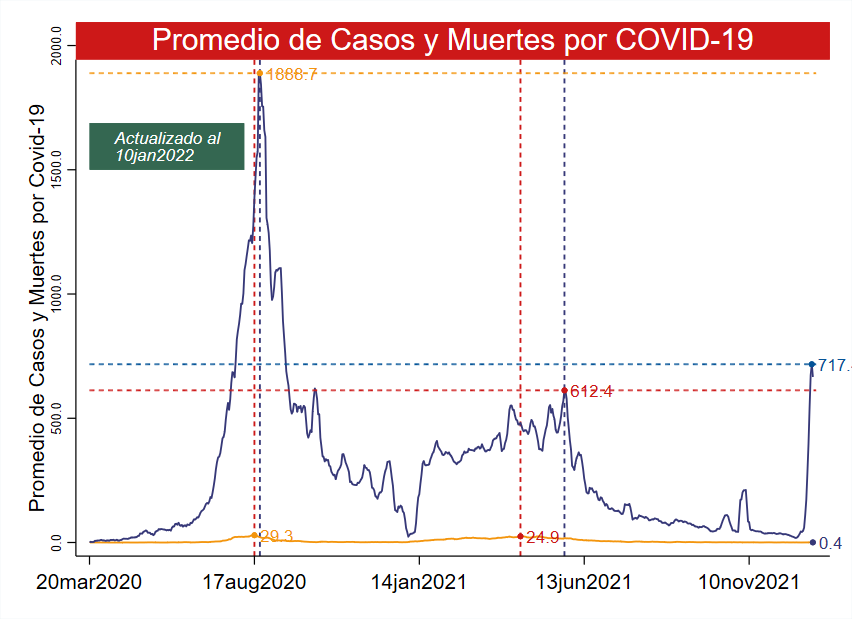 Promedio de Casos y Muertes por COVID-19
Promedio de Casos y Muertes por Covid-19
2000.0
1500.0
1000.0
500.0
0.0
Actualizado al
10jan2022
1888.7
717.
612.4
29.3
24.9
0.4
20mar2020
17aug2020
14jan2021
13jun2021
10nov2021